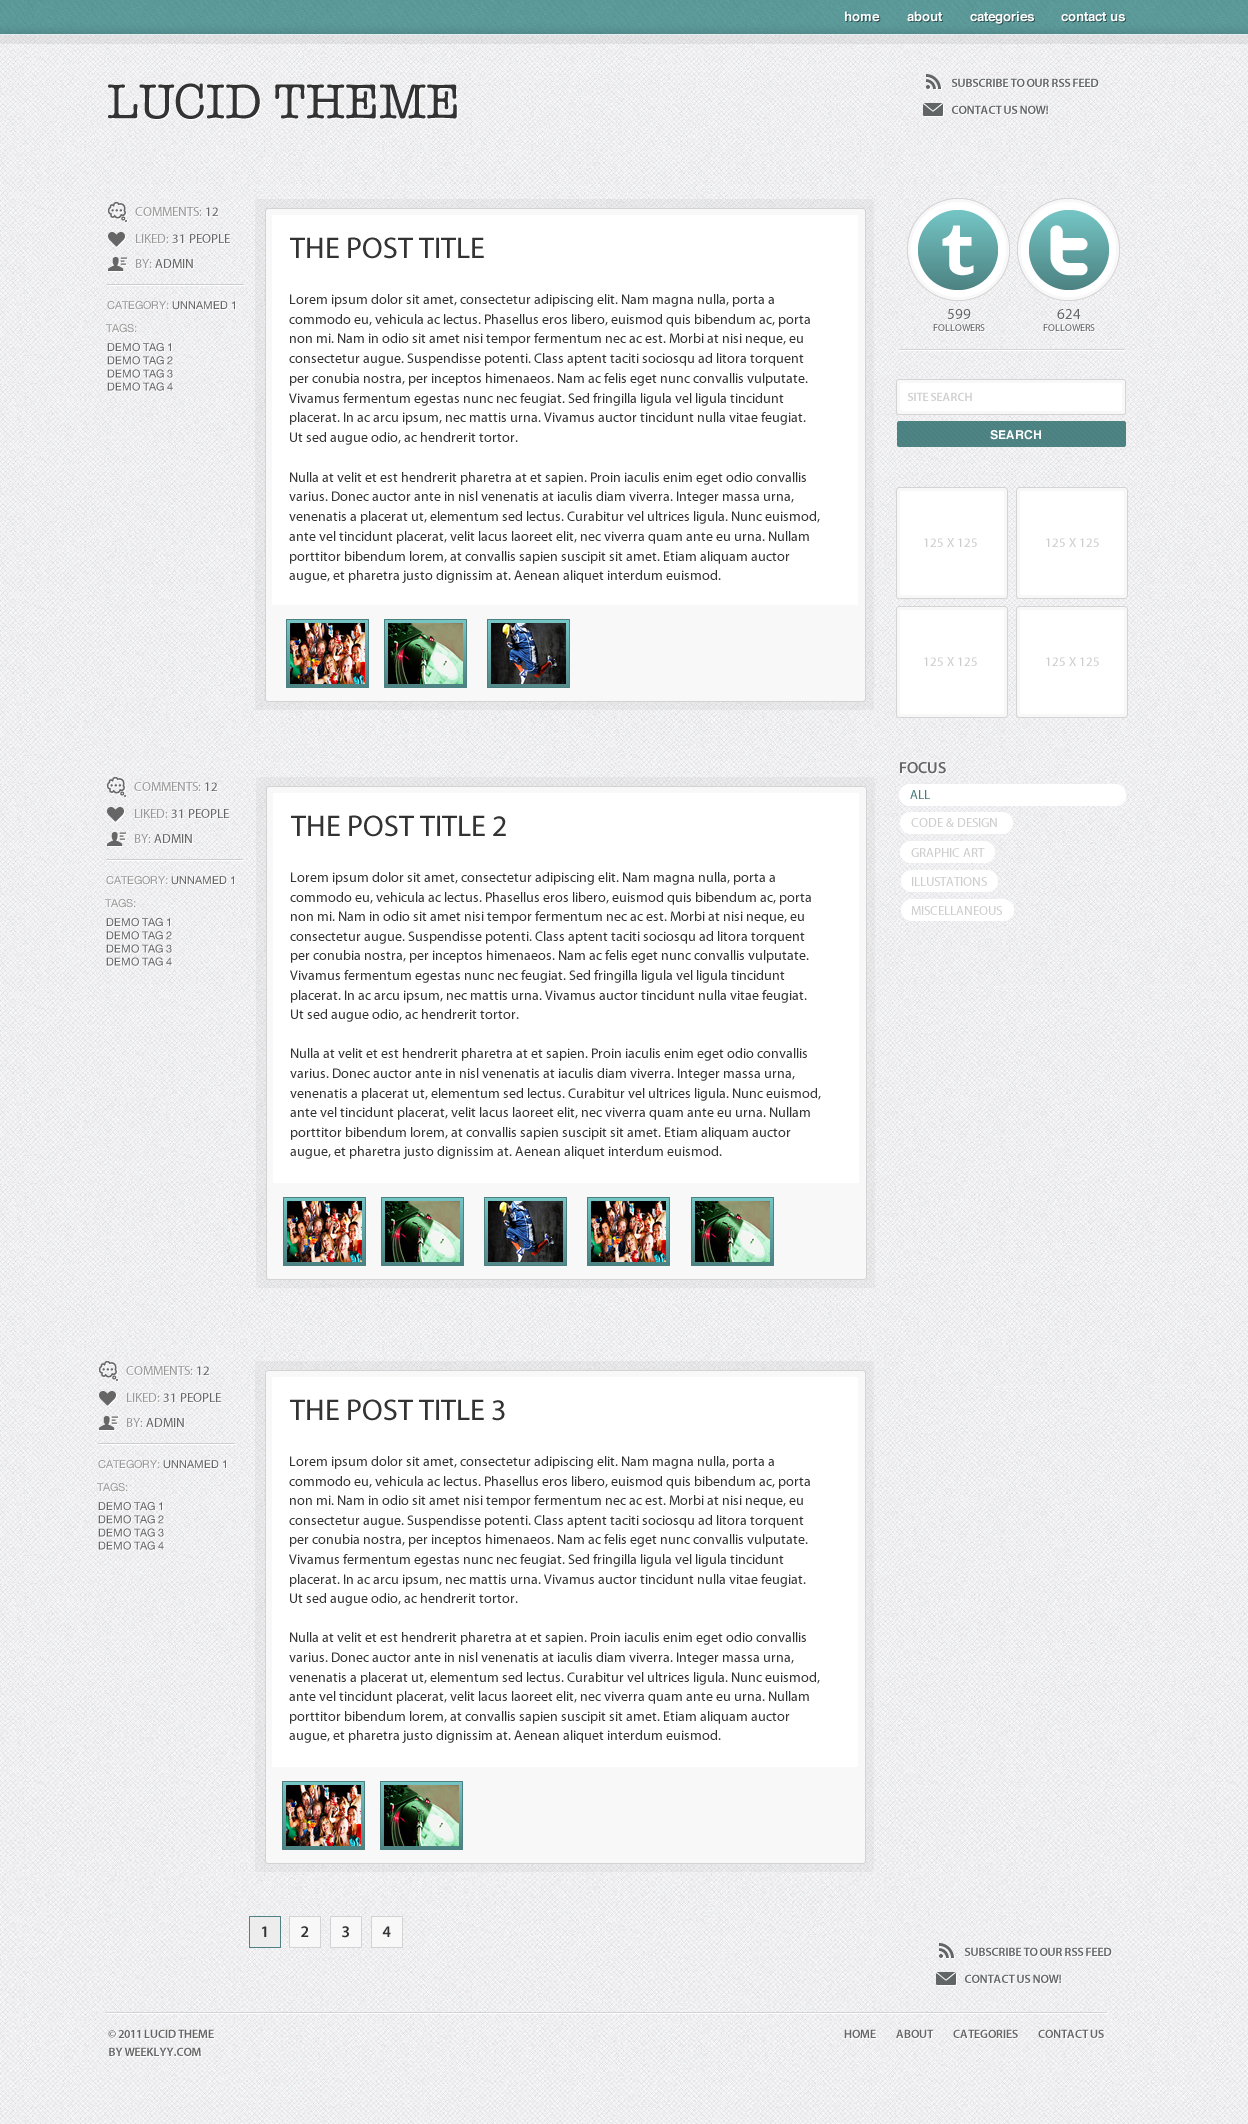 home about categories contact us
LUCID THEME
SUBSCRIBE TO OUR RSS FEED
CONTACT US NOW!
COMMENTS: 12
LIKED: 31 PEOPLE
BY: ADMIN
CATEGORY: UNNAMED 1
TAGS:
DEMO TAG 1
DEMO TAG 2
DEMO TAG 3
DEMO TAG 4
THE POST TITLE
Lorem ipsum dolor sit amet, consectetur adipiscing elit. Nam magna nulla, porta a
commodo eu, vehicula ac lectus. Phasellus eros libero, euismod quis bibendum ac, porta
non mi. Nam in odio sit amet nisi tempor fermentum nec ac est. Morbi at nisi neque, eu
consectetur augue. Suspendisse potenti. Class aptent taciti sociosqu ad litora torquent
per conubia nostra, per inceptos himenaeos. Nam ac felis eget nunc convallis vulputate.
Vivamus fermentum egestas nunc nec feugiat. Sed fringilla ligula vel ligula tincidunt
placerat. In ac arcu ipsum, nec mattis urna. Vivamus auctor tincidunt nulla vitae feugiat.
Ut sed augue odio, ac hendrerit tortor.
Nulla at velit et est hendrerit pharetra at et sapien. Proin iaculis enim eget odio convallis
varius. Donec auctor ante in nisl venenatis at iaculis diam viverra. Integer massa urna,
venenatis a placerat ut, elementum sed lectus. Curabitur vel ultrices ligula. Nunc euismod,
ante vel tincidunt placerat, velit lacus laoreet elit, nec viverra quam ante eu urna. Nullam
porttitor bibendum lorem, at convallis sapien suscipit sit amet. Etiam aliquam auctor
augue, et pharetra justo dignissim at. Aenean aliquet interdum euismod.
t t
599 624
FOLLOWERS FOLLOWERS
SITE SEARCH
SEARCH
125 X 125 125 X 125
125 X 125 125 X 125
FOCUS
ALL
CODE & DESIGN
GRAPHIC ART
ILLUSTATIONS
MISCELLANEOUS
COMMENTS: 12
LIKED: 31 PEOPLE
BY: ADMIN
CATEGORY: UNNAMED 1
TAGS:
DEMO TAG 1
DEMO TAG 2
DEMO TAG 3
DEMO TAG 4
THE POST TITLE 2
Lorem ipsum dolor sit amet, consectetur adipiscing elit. Nam magna nulla, porta a
commodo eu, vehicula ac lectus. Phasellus eros libero, euismod quis bibendum ac, porta
non mi. Nam in odio sit amet nisi tempor fermentum nec ac est. Morbi at nisi neque, eu
consectetur augue. Suspendisse potenti. Class aptent taciti sociosqu ad litora torquent
per conubia nostra, per inceptos himenaeos. Nam ac felis eget nunc convallis vulputate.
Vivamus fermentum egestas nunc nec feugiat. Sed fringilla ligula vel ligula tincidunt
placerat. In ac arcu ipsum, nec mattis urna. Vivamus auctor tincidunt nulla vitae feugiat.
Ut sed augue odio, ac hendrerit tortor.
Nulla at velit et est hendrerit pharetra at et sapien. Proin iaculis enim eget odio convallis
varius. Donec auctor ante in nisl venenatis at iaculis diam viverra. Integer massa urna,
venenatis a placerat ut, elementum sed lectus. Curabitur vel ultrices ligula. Nunc euismod,
ante vel tincidunt placerat, velit lacus laoreet elit, nec viverra quam ante eu urna. Nullam
porttitor bibendum lorem, at convallis sapien suscipit sit amet. Etiam aliquam auctor
augue, et pharetra justo dignissim at. Aenean aliquet interdum euismod.
COMMENTS: 12
LIKED: 31 PEOPLE
BY: ADMIN
CATEGORY: UNNAMED 1
TAGS:
DEMO TAG 1
DEMO TAG 2
DEMO TAG 3
DEMO TAG 4
THE POST TITLE 3
Lorem ipsum dolor sit amet, consectetur adipiscing elit. Nam magna nulla, porta a
commodo eu, vehicula ac lectus. Phasellus eros libero, euismod quis bibendum ac, porta
non mi. Nam in odio sit amet nisi tempor fermentum nec ac est. Morbi at nisi neque, eu
consectetur augue. Suspendisse potenti. Class aptent taciti sociosqu ad litora torquent
per conubia nostra, per inceptos himenaeos. Nam ac felis eget nunc convallis vulputate.
Vivamus fermentum egestas nunc nec feugiat. Sed fringilla ligula vel ligula tincidunt
placerat. In ac arcu ipsum, nec mattis urna. Vivamus auctor tincidunt nulla vitae feugiat.
Ut sed augue odio, ac hendrerit tortor.
Nulla at velit et est hendrerit pharetra at et sapien. Proin iaculis enim eget odio convallis
varius. Donec auctor ante in nisl venenatis at iaculis diam viverra. Integer massa urna,
venenatis a placerat ut, elementum sed lectus. Curabitur vel ultrices ligula. Nunc euismod,
ante vel tincidunt placerat, velit lacus laoreet elit, nec viverra quam ante eu urna. Nullam
porttitor bibendum lorem, at convallis sapien suscipit sit amet. Etiam aliquam auctor
augue, et pharetra justo dignissim at. Aenean aliquet interdum euismod.
1 2 3 4
SUBSCRIBE TO OUR RSS FEED
CONTACT US NOW!
© 2011 LUCID THEME
BY WEEKLYY.COM
HOME ABOUT CATEGORIES CONTACT US